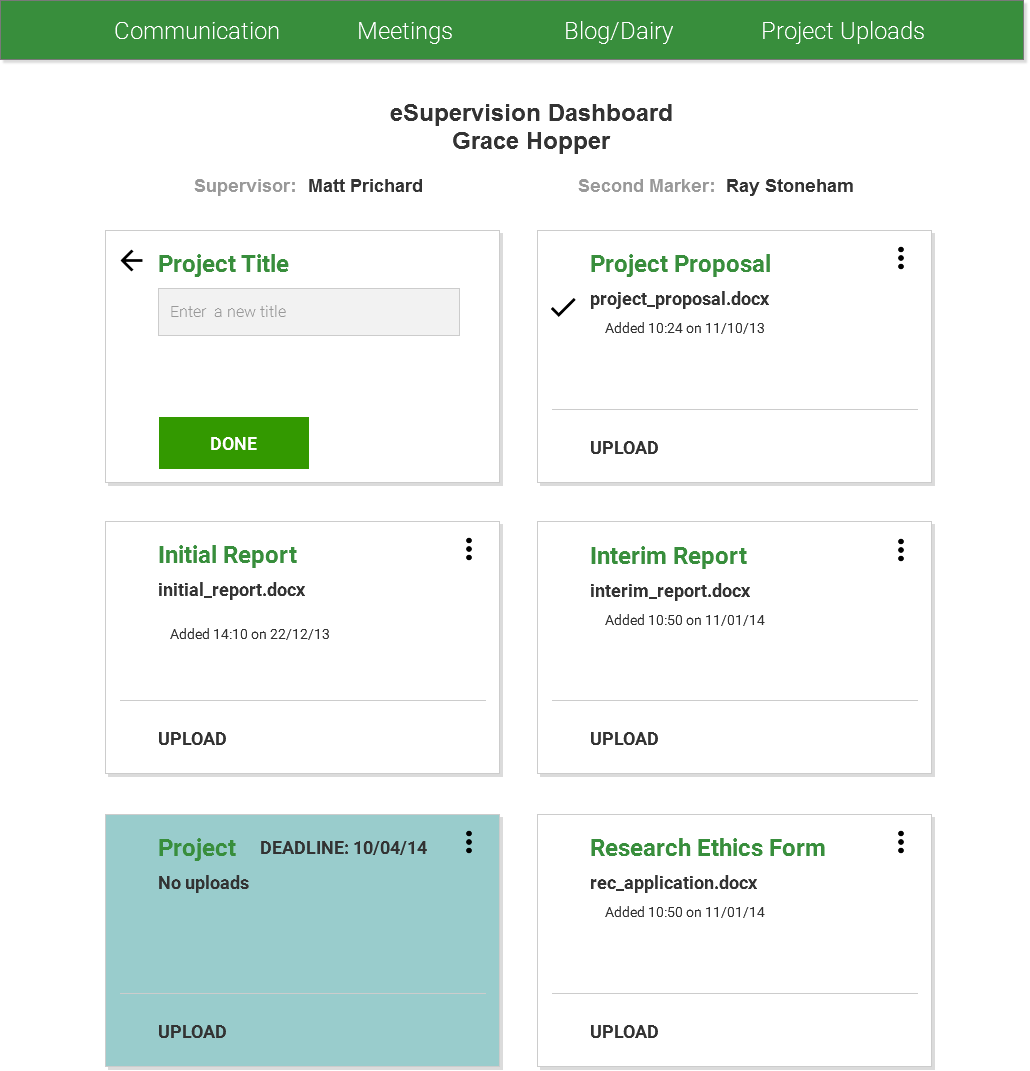 Communication Meetings Blog/Dairy Project Uploads
eSupervision Dashboard
Grace Hopper
Supervisor: Matt Prichard Second Marker: Ray Stoneham
Project Title
Enter a new title
DONE
Project Proposal
project_proposal.docx
Added 10:24 on 11/10/13
UPLOAD
Initial Report
initial_report.docx
Added 14:10 on 22/12/13
UPLOAD
Interim Report
interim_report.docx
Added 10:50 on 11/01/14
UPLOAD
Project DEADLINE: 10/04/14
No uploads
UPLOAD
Research Ethics Form
rec_application.docx
Added 10:50 on 11/01/14
UPLOAD